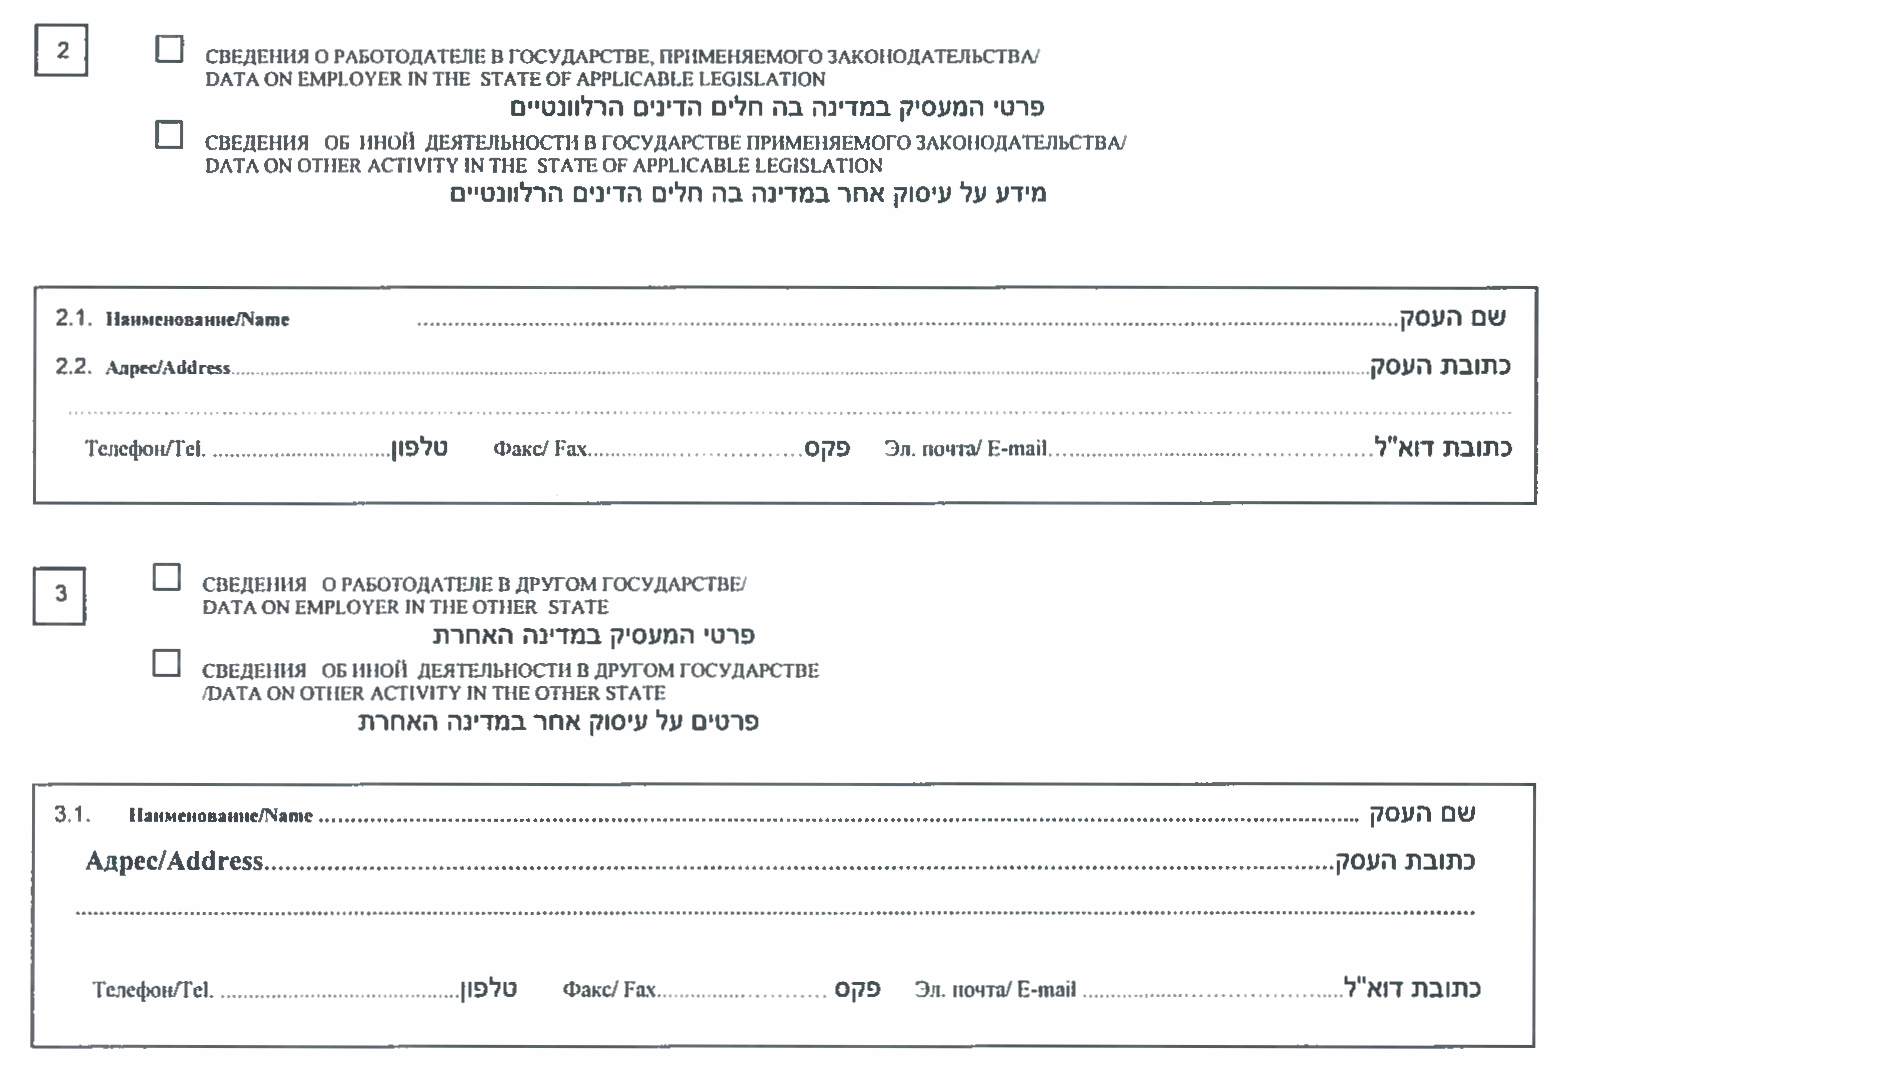 2
СВЕДЕНИЯ О РАБОТОДАТЕЛЕ В ГОСУДАРСТВЕ, ПРИМЕНЯЕМОГО ЗАКОНОДАТЕЛЬСТВА/
DATA ON EMPLOYER IN THE STATE OF APPLICABLE LEGISLATION
פרטי המעסיק במדינה בה חלים הדינים הרלוונטיים
СВЕДЕНИЯ ОБ ИНОЙ ДЕЯТЕЛЬНОСТИ В ГОСУДАРСТВЕ ПРИМЕНЯЕМОГО ЗАКОНОДАТЕЛЬСТВА/
DATA ON OTHER ACTIVITY IN THE STATE OF APPLICABLE LEGISLATION
מידע על עיסוק אחר במדינה בה חלים הדינים הרלוונטיים
2.1. Наименование/Name ........ שם העסק
2.2. Адрес/Address........ כתובת העסק
Телефон/Tel. ........ טלפון Факс/ Fax........ פקס Эл. почта/ E-mail........ כתובת דוא"ל
3
СВЕДЕНИЯ О РАБОТОДАТЕЛЕ В ДРУГОМ ГОСУДАРСТВЕ/
DATA ON EMPLOYER IN THE OTHER STATE
פרטי המעסיק במדינה האחרת
СВЕДЕНИЯ ОБ ИНОЙ ДЕЯТЕЛЬНОСТИ В ДРУГОМ ГОСУДАРСТВЕ
/DATA ON OTHER ACTIVITY IN THE OTHER STATE
פרטים על עיסוק אחר במדינה האחרת
3.1. Наименование/Name ........ שם העסק
Адрес/Address........ כתובת העסק
Телефон/Tel. ........ טלפון Факс/ Fax........ פקס Эл. почта/ E-mail ........ כתובת דוא"ל